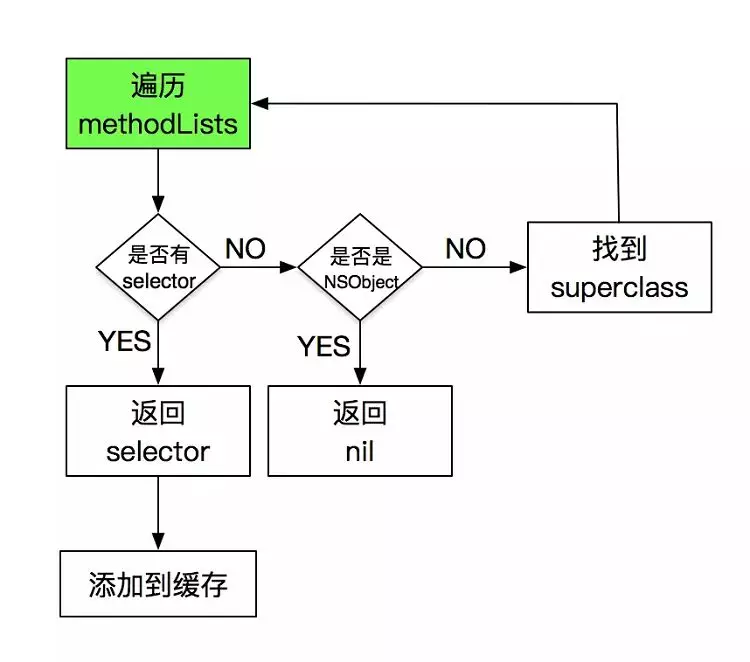 遍历
methodLists
是否有
selector
NO
是否是
NSObject
NO
找到
superclass
YES
YES
返回
selector
返回
nil
添加到缓存